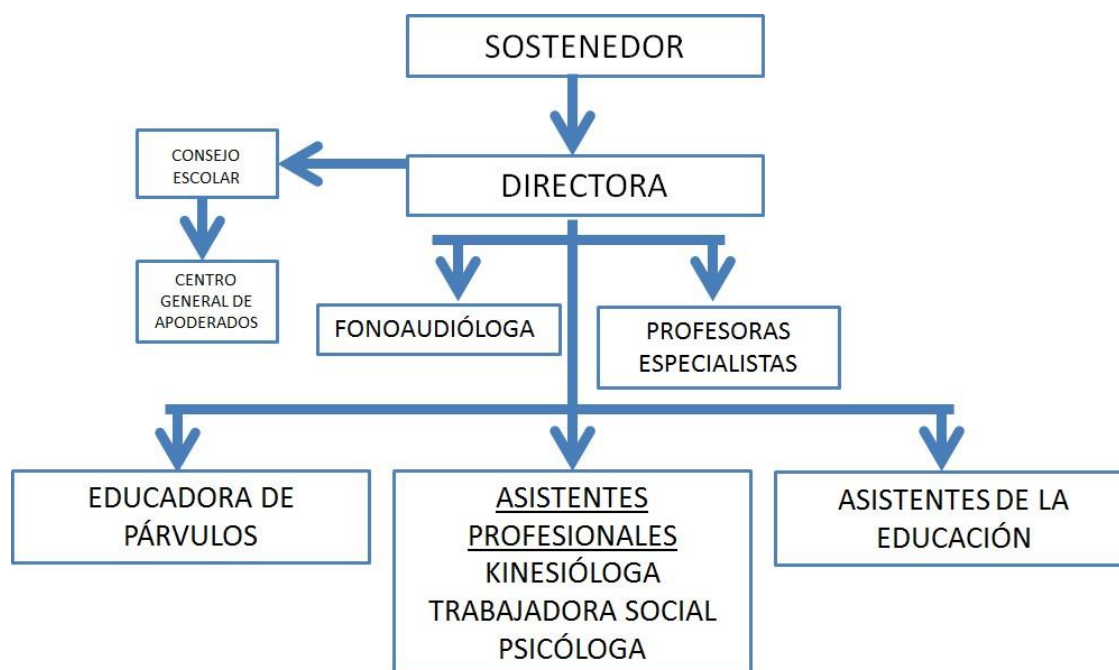 SOSTENEDOR
CONSEJO
ESCOLAR
DIRECTORA
CENTRO
GENERAL DE
APODERADOS
FONOAUDIÓLOGA
PROFESORAS
ESPECIALISTAS
EDUCADORA DE
PÁRVULOS
ASISTENTES
PROFESIONALES
KINESIÓLOGA
TRABAJADORA SOCIAL
PSICÓLOGA
ASISTENTES DE LA
EDUCACIÓN